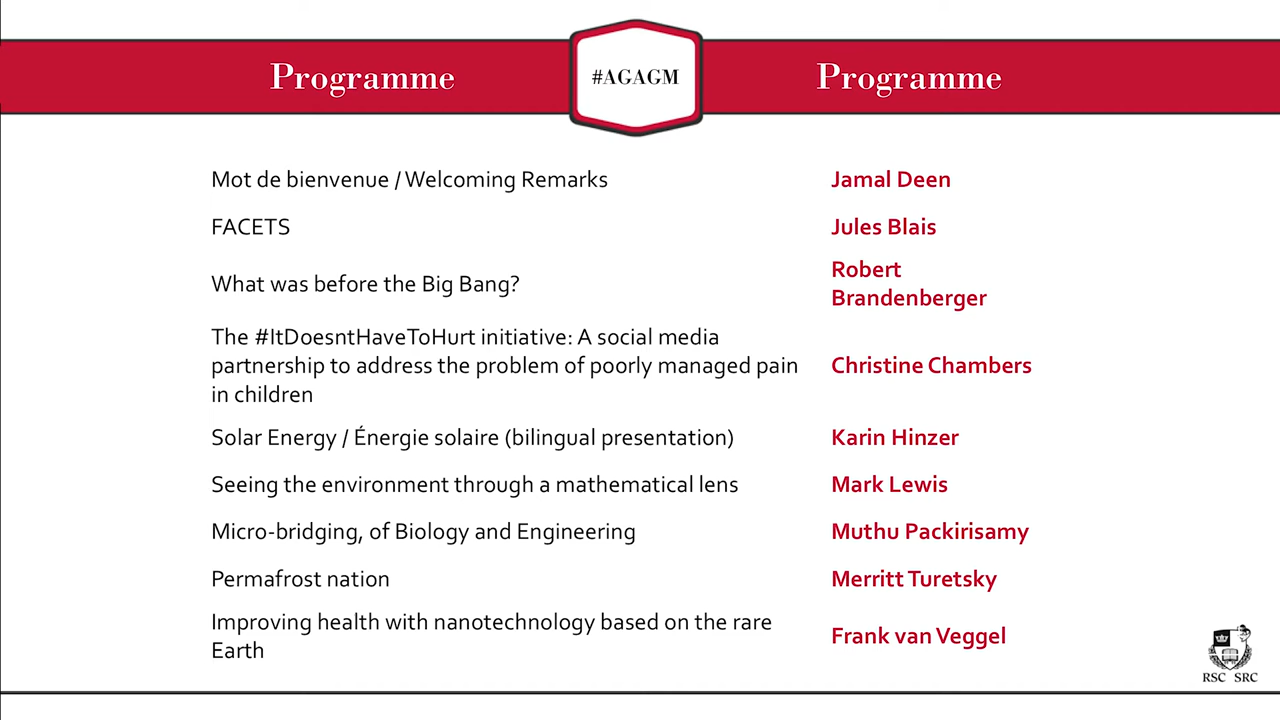 Programme
#AGAGM
Programme
Mot de bienvenue / Welcoming Remarks
Jamal Deen
FACETS
Jules Blais
What was before the Big Bang?
Robert
Brandenberger
The #ItDoesntHaveToHurt initiative: A social media
partnership to address the problem of poorly managed pain
in children
Christine Chambers
Solar Energy / Énergie solaire (bilingual presentation)
Karin Hinzer
Seeing the environment through a mathematical lens
Mark Lewis
Micro-bridging, of Biology and Engineering
Muthu Packirisamy
Permafrost nation
Merritt Turetsky
Improving health with nanotechnology based on the rare
Earth
Frank van Veggel
RSC SRC